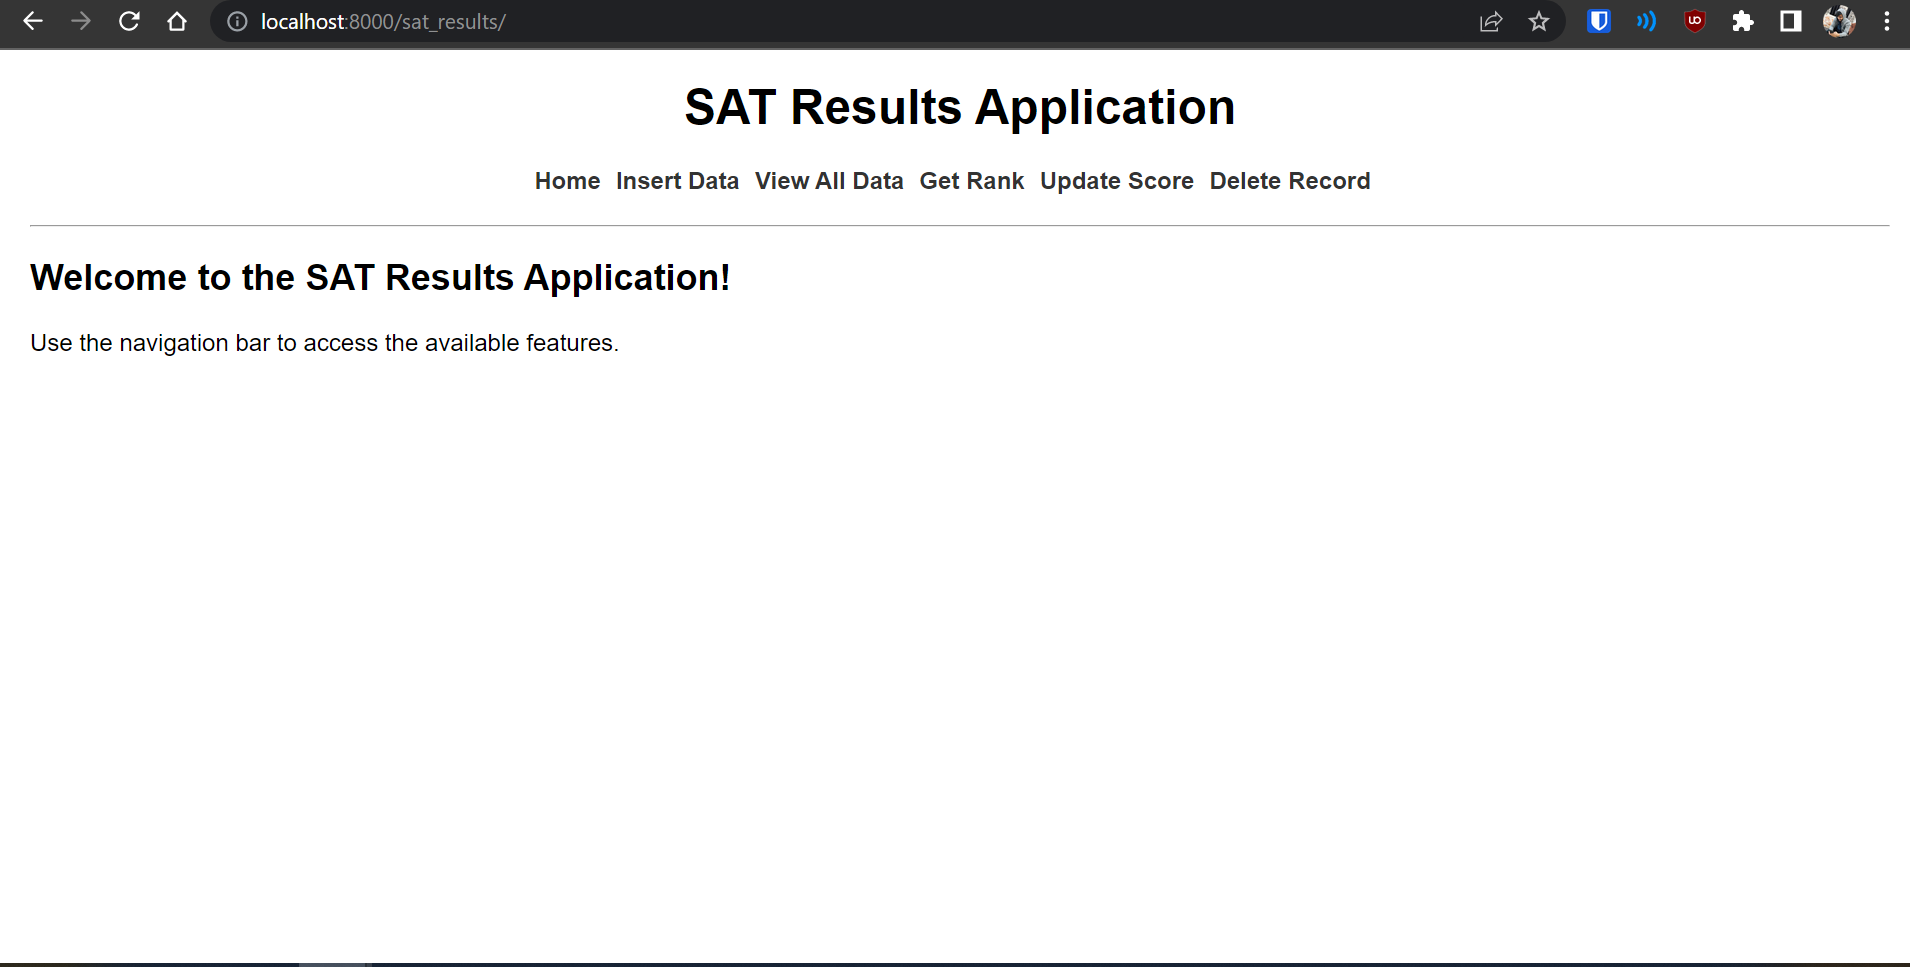 localhost:8000/sat_results/
SAT Results Application
Home Insert Data View All Data Get Rank Update Score Delete Record
Welcome to the SAT Results Application!
Use the navigation bar to access the available features.